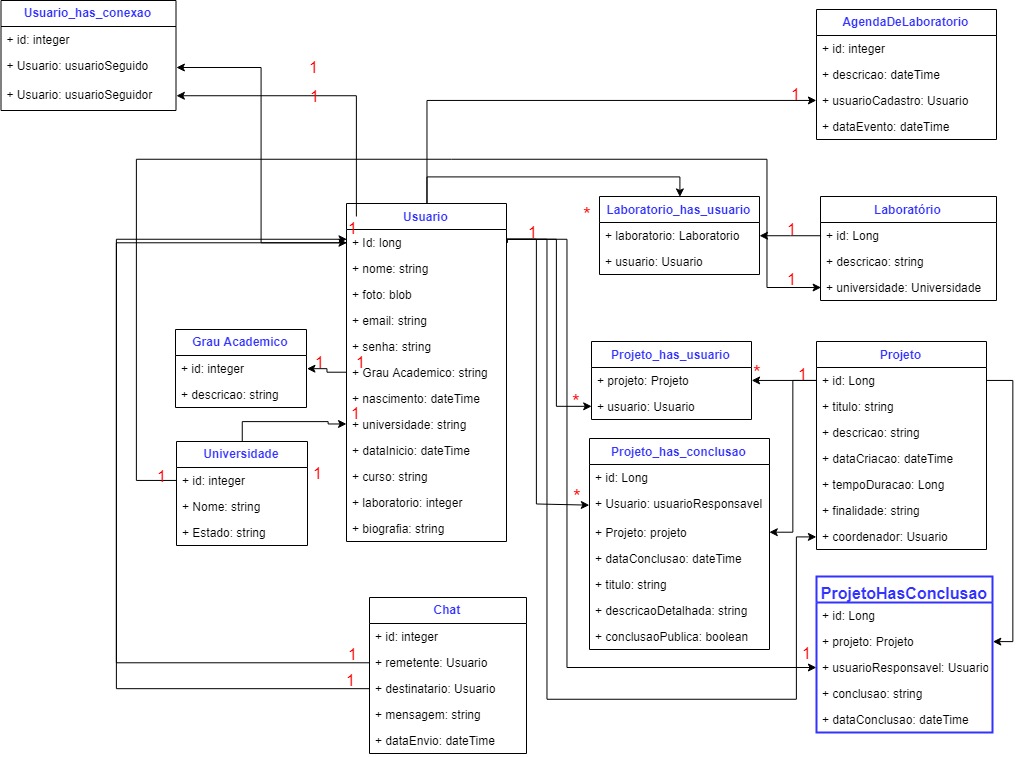 Usuario_has_conexao
+ id: integer
+ Usuario: usuarioSeguido
+ Usuario: usuarioSeguidor
1
1
AgendaDeLaboratorio
+ id: integer
+ descricao: dateTime
+ usuarioCadastro: Usuario
+ dataEvento: dateTime
1
Usuario
+ Id: long
+ nome: string
+ foto: blob
+ email: string
+ senha: string
+ Grau Academico: string
+ nascimento: dateTime
+ universidade: string
+ dataInicio: dateTime
+ curso: string
+ laboratorio: integer
+ biografia: string
1
1
1
1
*
Laboratorio_has_usuario
+ laboratorio: Laboratorio
+ usuario: Usuario
1
1
Laboratório
+ id: Long
+ descricao: string
+ universidade: Universidade
Grau Academico
+ id: integer
+ descricao: string
1
Universidade
+ id: integer
+ Nome: string
+ Estado: string
1
1
Projeto_has_usuario
+ projeto: Projeto
+ usuario: Usuario
*
*
1
Projeto
+ id: Long
+ titulo: string
+ descricao: string
+ dataCriacao: dateTime
+ tempoDuracao: Long
+ finalidade: string
+ coordenador: Usuario
Projeto_has_conclusao
+ id: Long
+ Usuario: usuarioResponsavel
+ Projeto: projeto
+ dataConclusao: dateTime
+ titulo: string
+ descricaoDetalhada: string
+ conclusaoPublica: boolean
*
ProjetoHasConclusao
+ id: Long
+ projeto: Projeto
+ usuarioResponsavel: Usuario
+ conclusao: string
+ dataConclusao: dateTime
1
Chat
+ id: integer
+ remetente: Usuario
+ destinatario: Usuario
+ mensagem: string
+ dataEnvio: dateTime
1
1